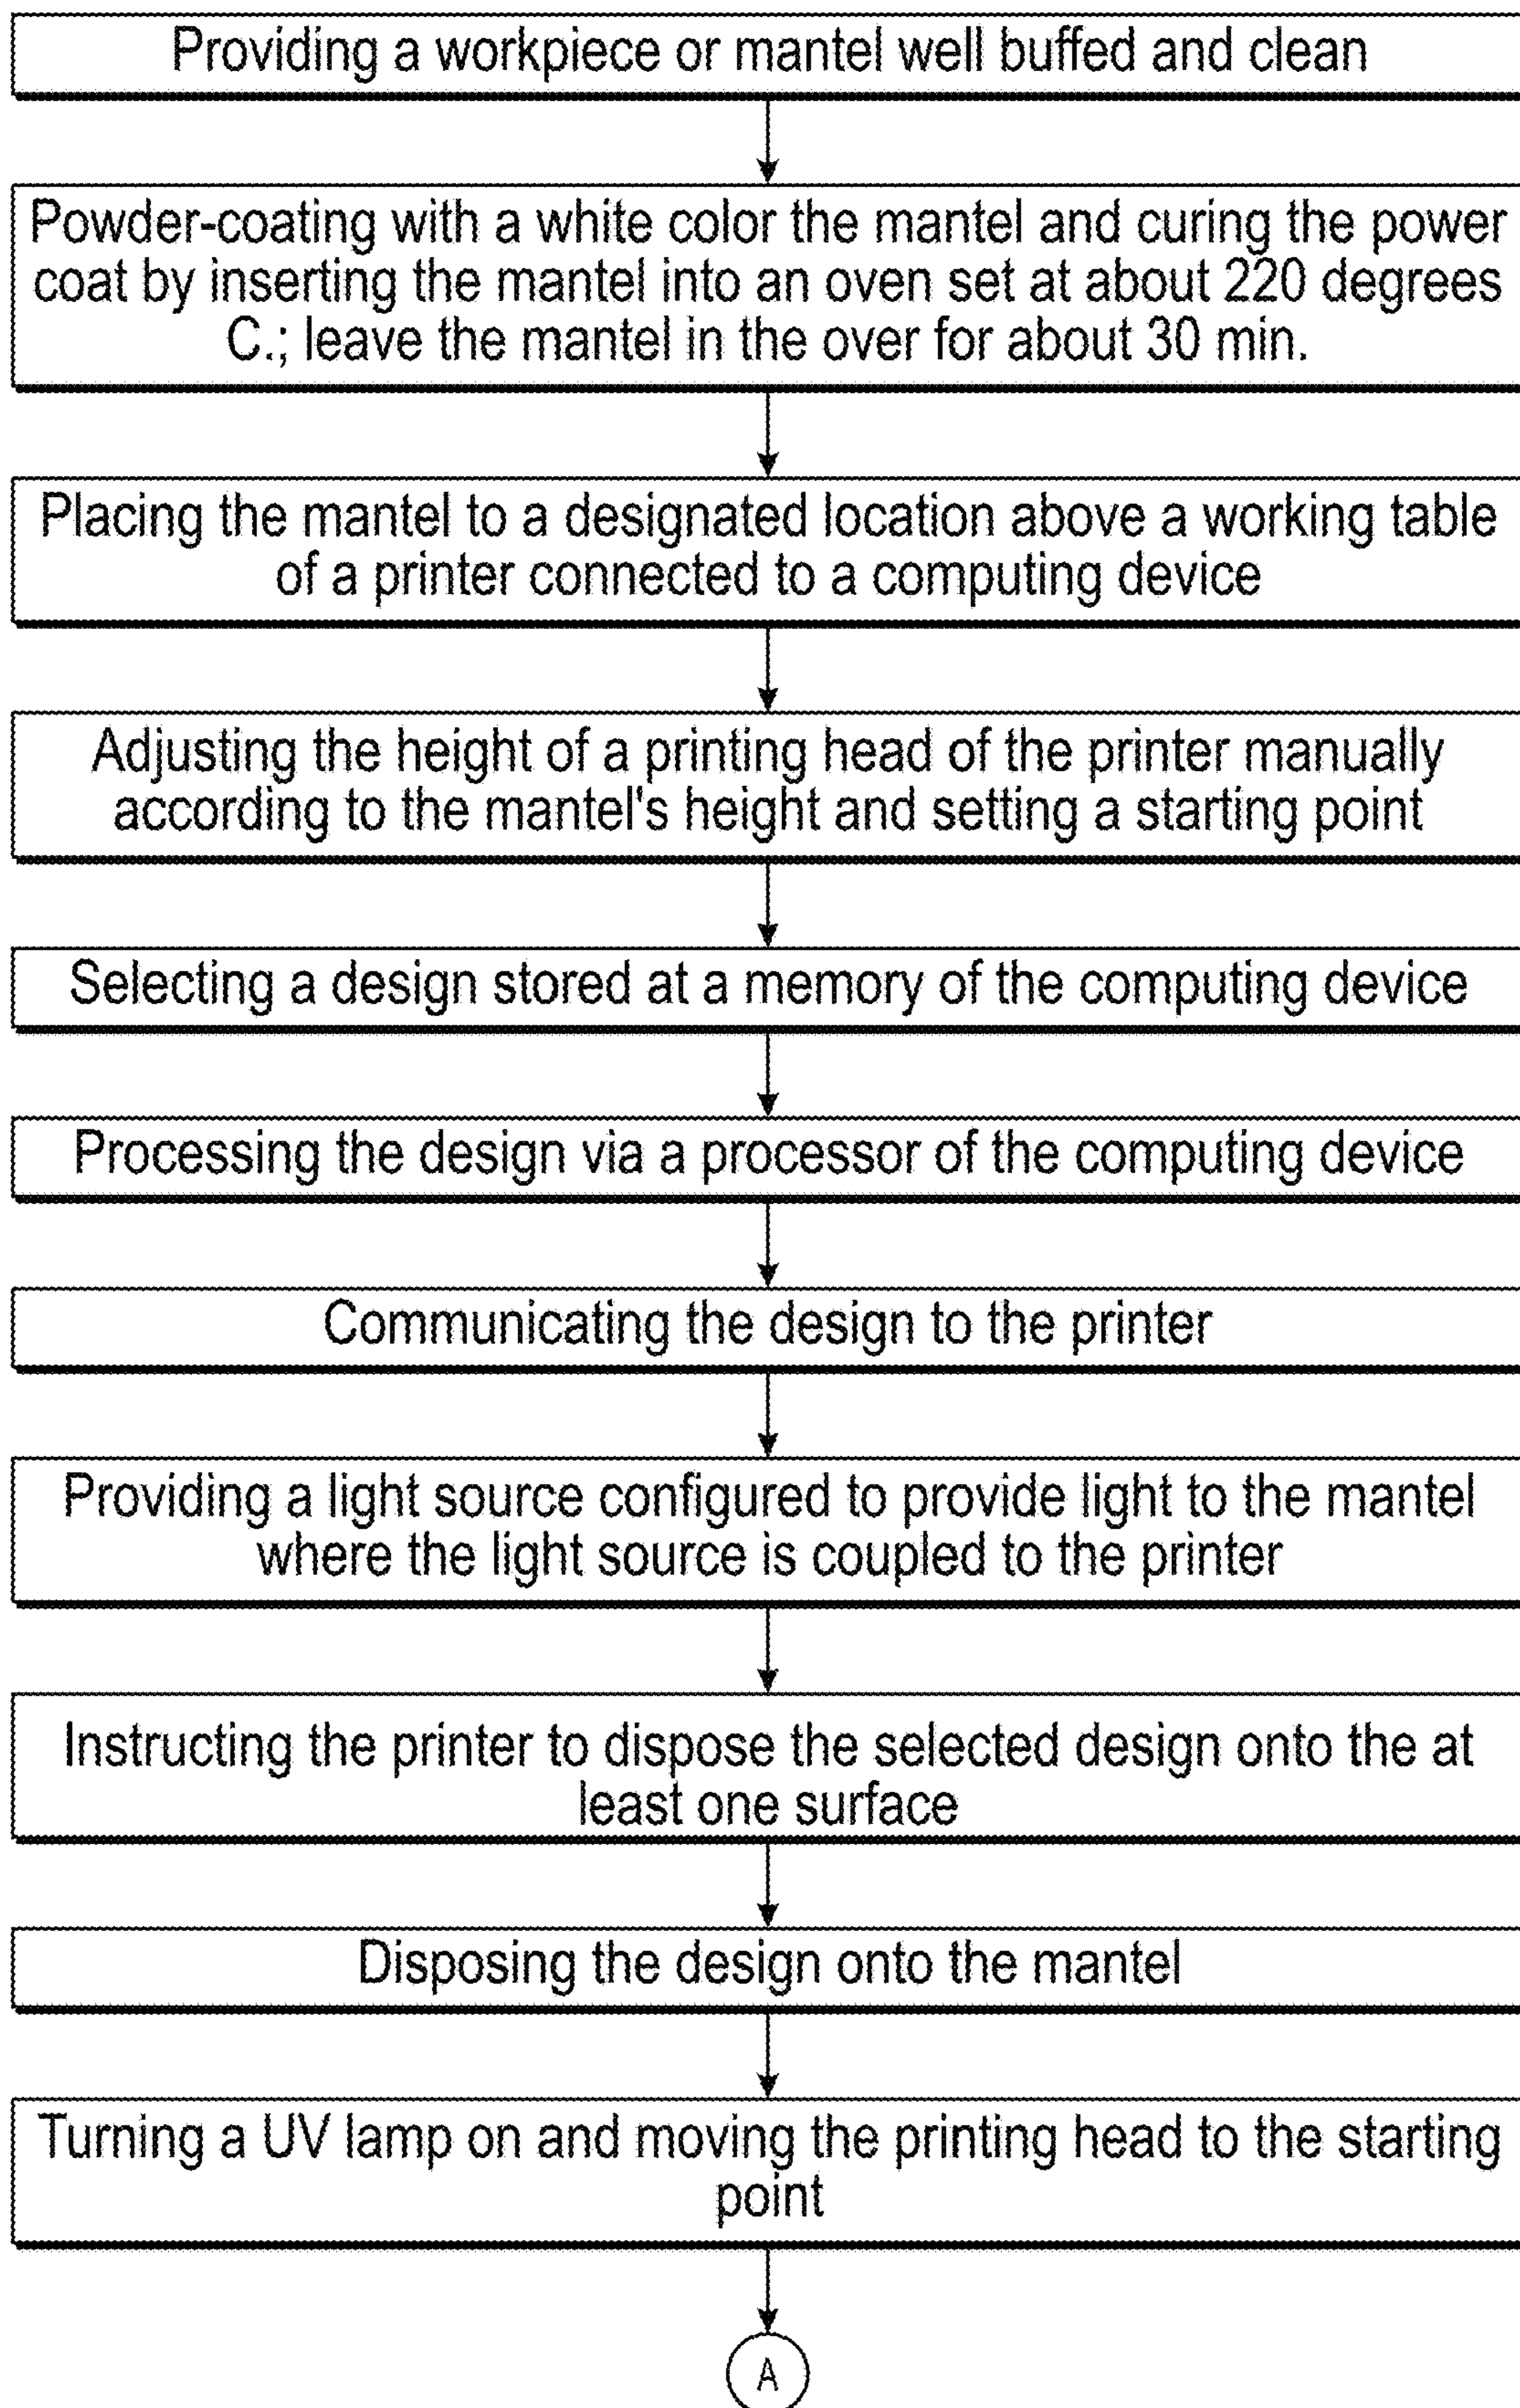 Providing a workpiece or mantel well buffed and clean
Powder-coating with a white color the mantel and curing the power
coat by inserting the mantel into an oven set at about 220 degrees
C.; leave the mantel in the over for about 30 min.
Placing the mantel to a designated location above a working table
of a printer connected to a computing device
Adjusting the height of a printing head of the printer manually
according to the mantel's height and setting a starting point
Selecting a design stored at a memory of the computing device
Processing the design via a processor of the computing device
Communicating the design to the printer
Providing a light source configured to provide light to the mantel
where the light source is coupled to the printer
Instructing the printer to dispose the selected design onto the at
least one surface
Disposing the design onto the mantel
Turning a UV lamp on and moving the printing head to the starting
point
A